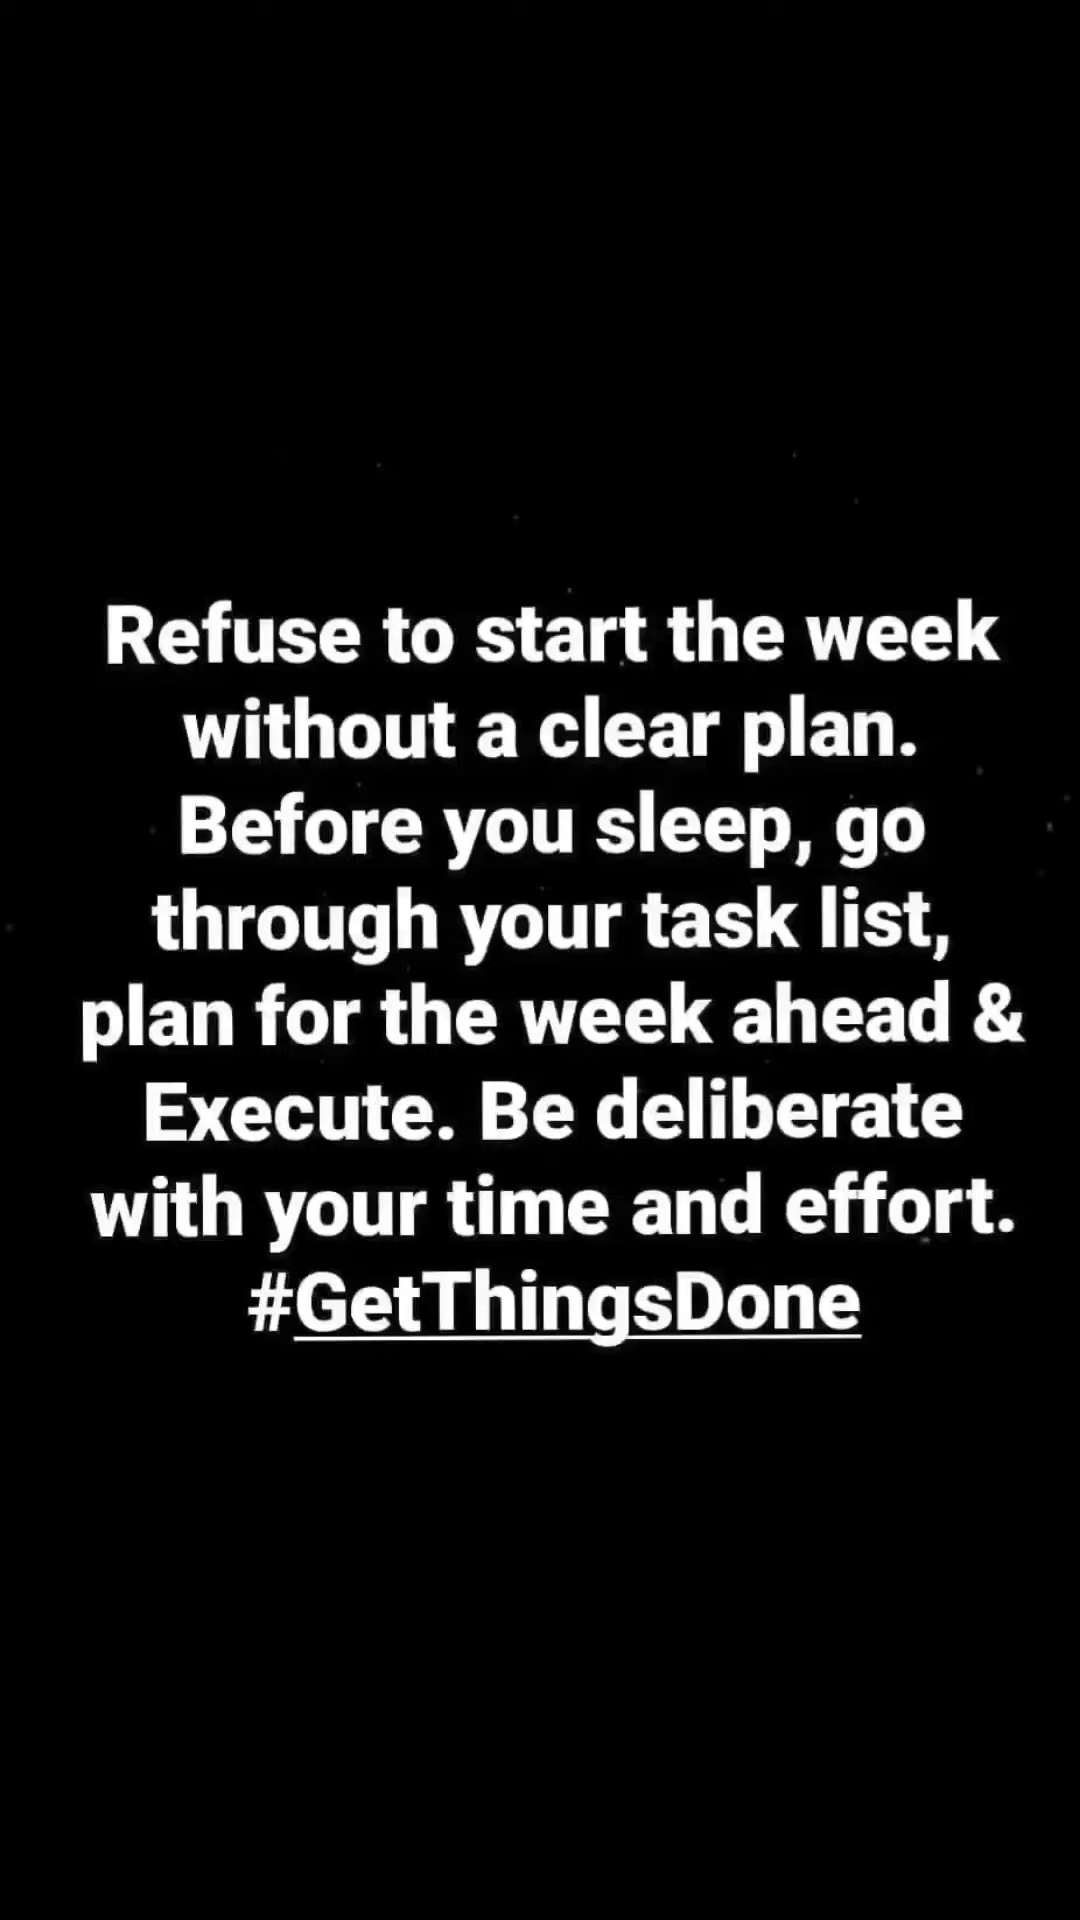 Refuse to start the week
without a clear plan.
Before you sleep, go
through your task list,
plan for the week ahead &
Execute. Be deliberate
with your time and effort.
#GetThingsDone